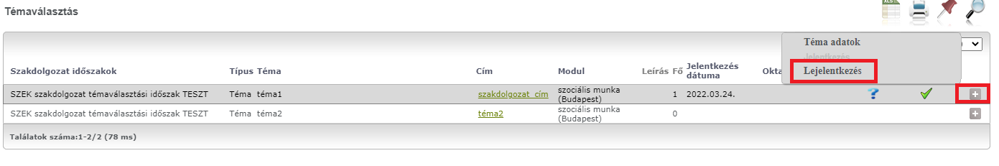 Témaválasztás
XLS
Téma adatok
Jelentkezés
Lejelentkezés
Szakdolgozat időszakok Típus Téma Cím Modul Leírás Fő Jelentkezés dátuma
SZEK szakdolgozat témaválasztási időszak TESZT Téma téma1 szakdolgozat_cím szociális munka (Budapest) 1 2022.03.24.
SZEK szakdolgozat témaválasztási időszak TESZT Téma téma2 téma2 szociális munka (Budapest) 0
Találatok száma:1-2/2 (78 ms)